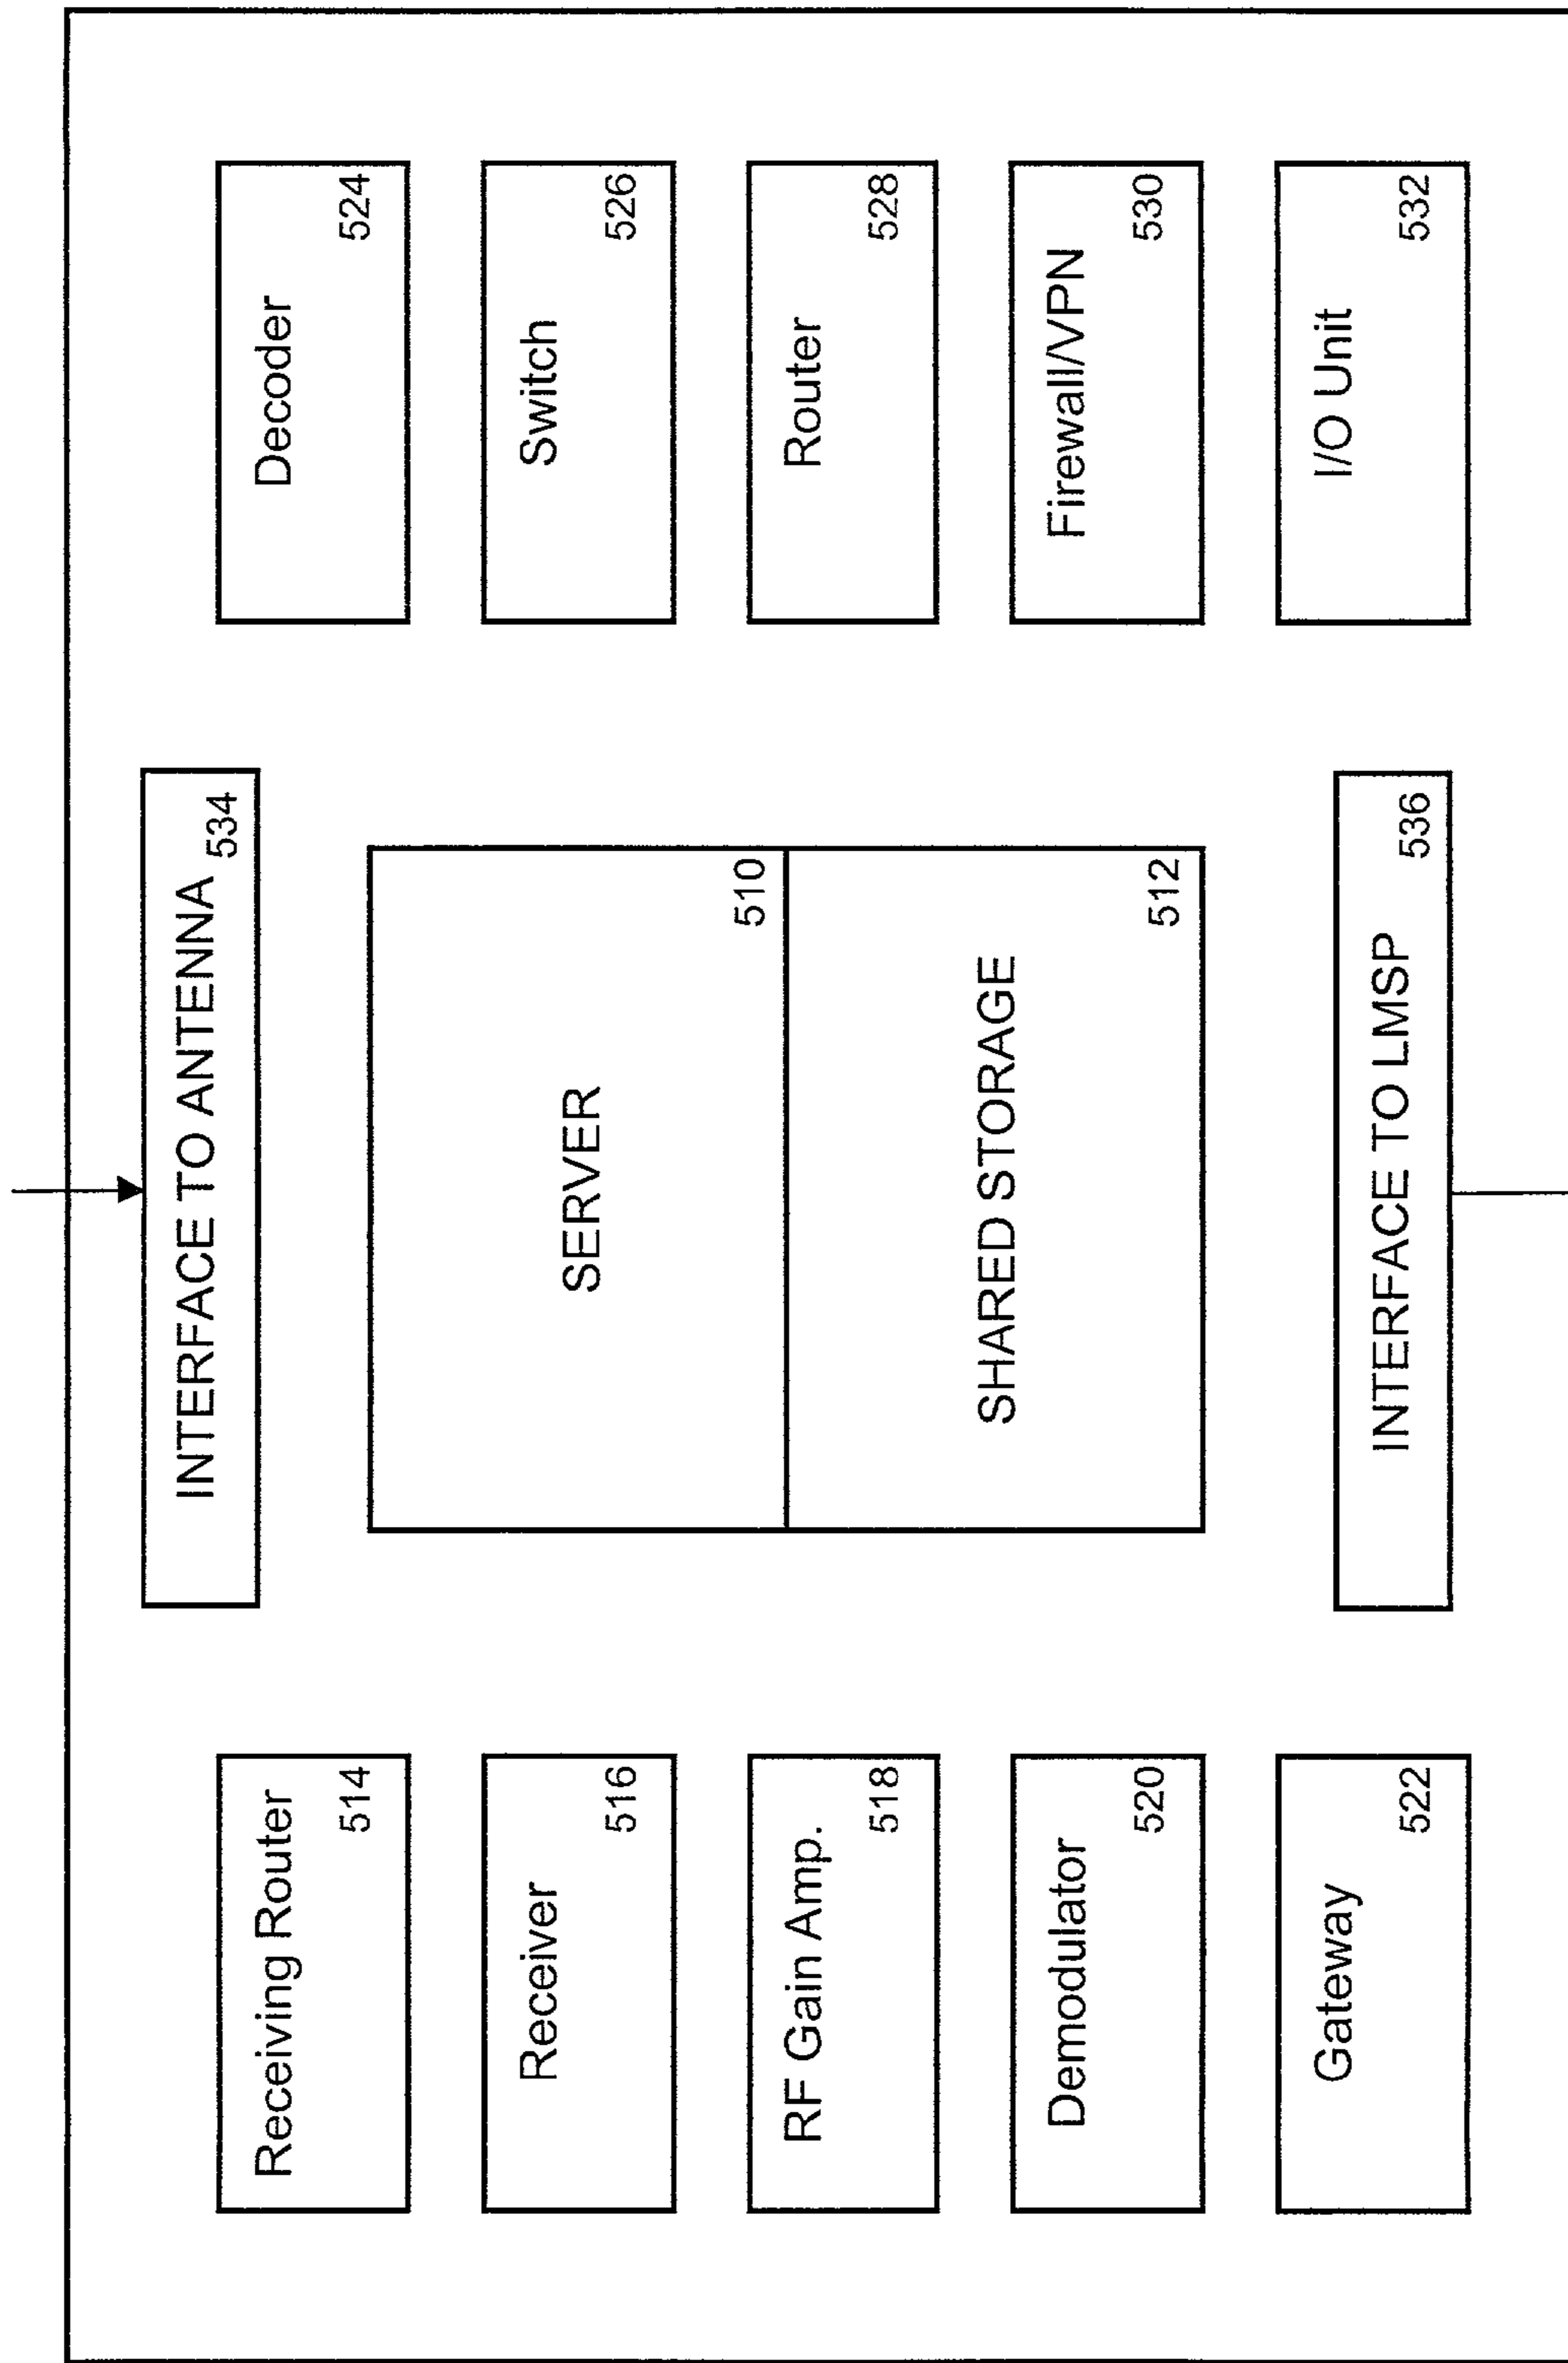 Receiving Router
514
Receiver
516
RF Gain Amp.
518
Demodulator
520
Gateway
522
INTERFACE TO ANTENNA
534
SERVER
510
SHARED STORAGE
512
INTERFACE TO LMSP
536
Decoder
524
Switch
526
Router
528
Firewall/VPN
530
I/O Unit
532